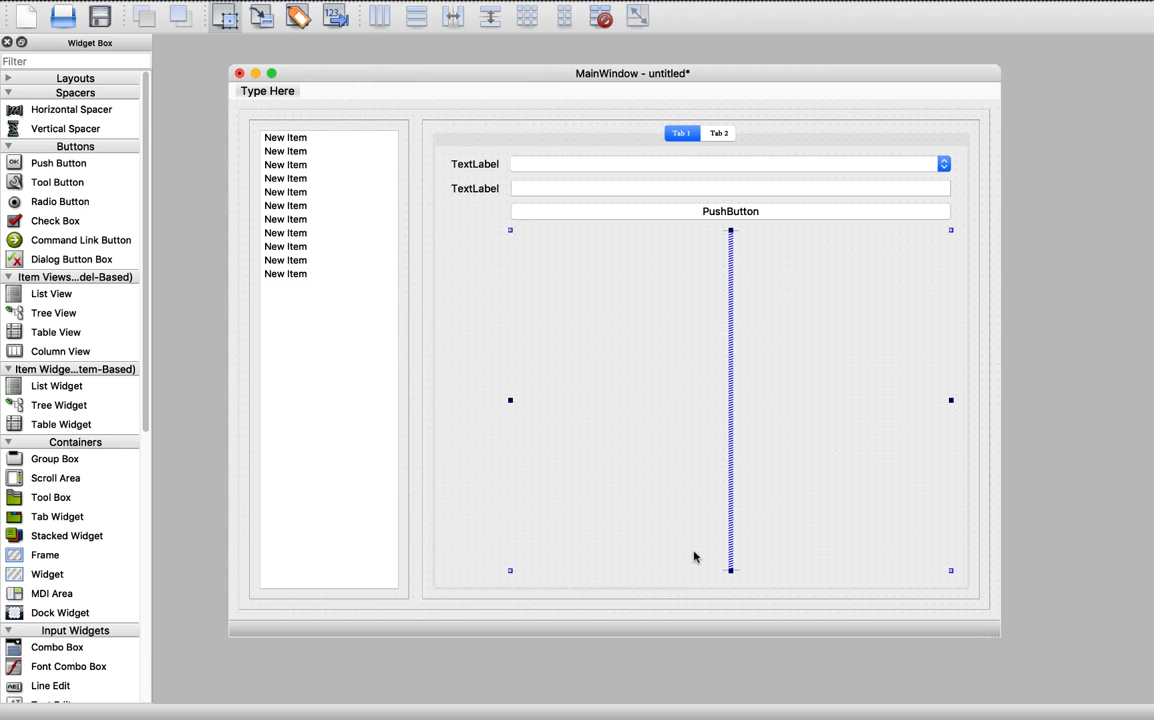 123
Widget Box
Filter
Layouts
Spacers
Horizontal Spacer
Vertical Spacer
Buttons
OK
Push Button
Tool Button
Radio Button
Check Box
Command Link Button
Dialog Button Box
Item Views...del-Based)
List View
Tree View
Table View
Column View
Item Widge...tem-Based)
List Widget
Tree Widget
Table Widget
Containers
Group Box
Scroll Area
Tool Box
Tab Widget
Stacked Widget
Frame
Widget
MDI Area
Dock Widget
Input Widgets
Combo Box
Font Combo Box
Line Edit
MainWindow - untitled*
Type Here
New Item
New Item
New Item
New Item
New Item
New Item
New Item
New Item
New Item
New Item
New Item
Tab 1 Tab 2
TextLabel
TextLabel
PushButton